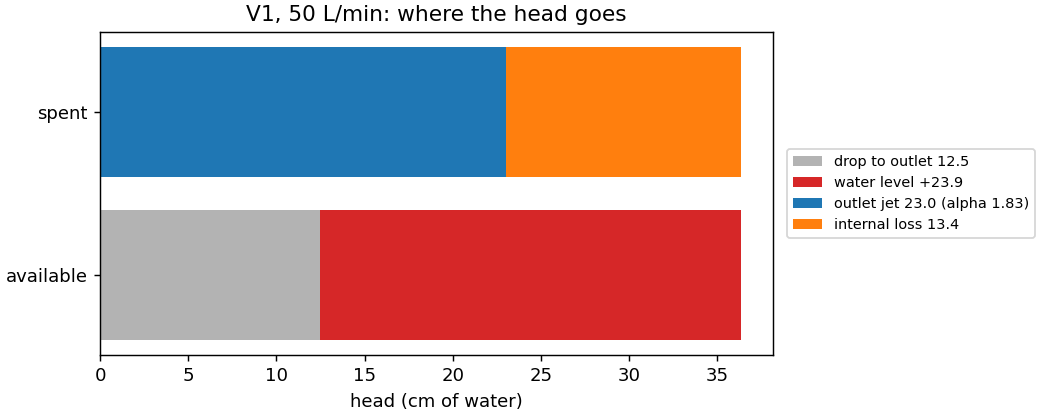 V1, 50 L/min: where the head goes
spent
available
0 5 10 15 20 25 30 35
head (cm of water)
drop to outlet 12.5
water level +23.9
outlet jet 23.0 (alpha 1.83)
internal loss 13.4